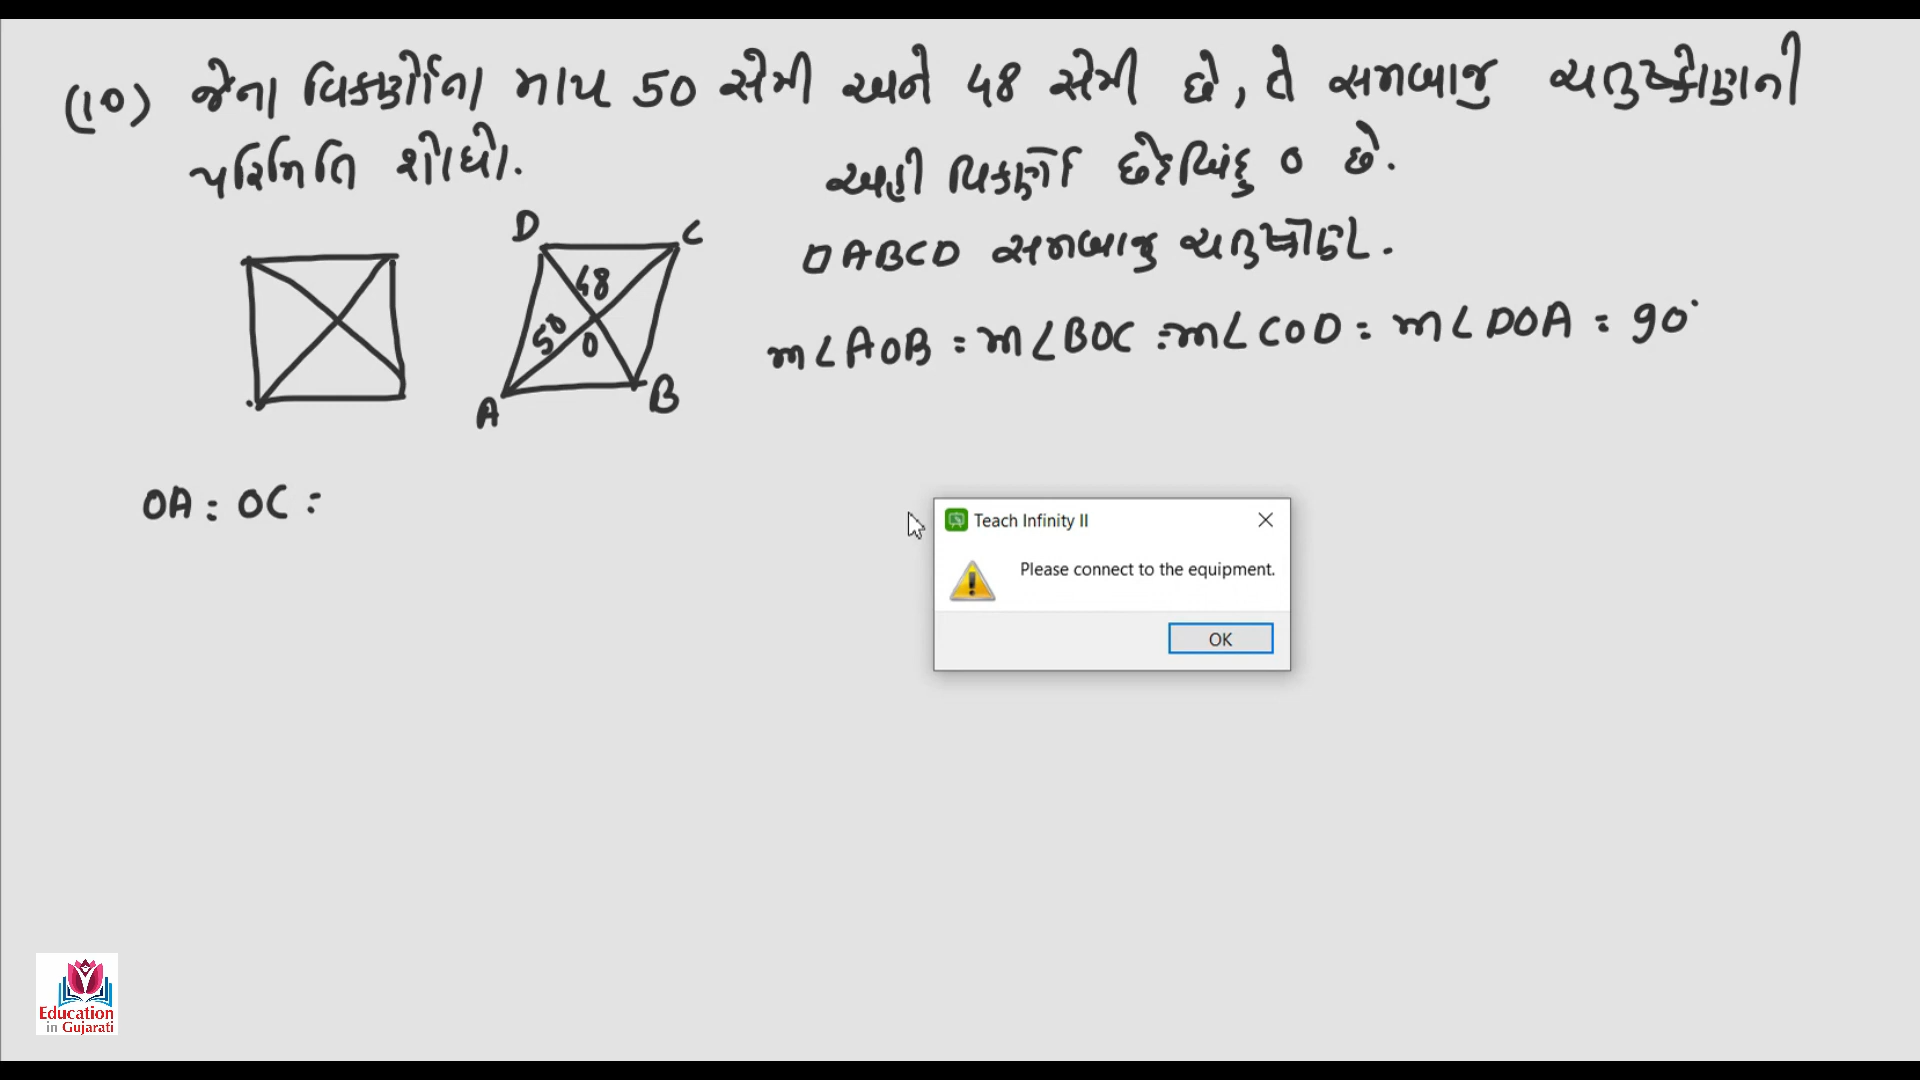 (10) જેના વિકર્ણોના માપ 50 સેમી અને 48 સેમી છે, તે સમબાજુ ચતુષ્કોણની
પરિમિતિ શોધો.
અહીં વિકર્ણો છેદબિંદુ O છે.
□ABCD સમબાજુ ચતુષ્કોણ.
m∠AOB = m∠BOC = m∠COD = m∠DOA = 90°
D
C
48
50
O
A
B
OA = OC =
Teach Infinity II
Please connect to the equipment.
OK
Education
in Gujarati